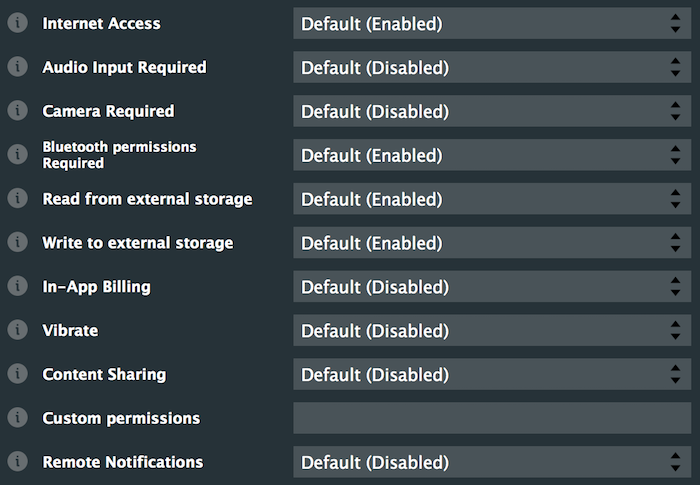 Internet Access
Default (Enabled)
Audio Input Required
Default (Disabled)
Camera Required
Default (Disabled)
Bluetooth permissions
Required
Default (Enabled)
Read from external storage
Default (Enabled)
Write to external storage
Default (Enabled)
In-App Billing
Default (Disabled)
Vibrate
Default (Disabled)
Content Sharing
Default (Disabled)
Custom permissions
Remote Notifications
Default (Disabled)